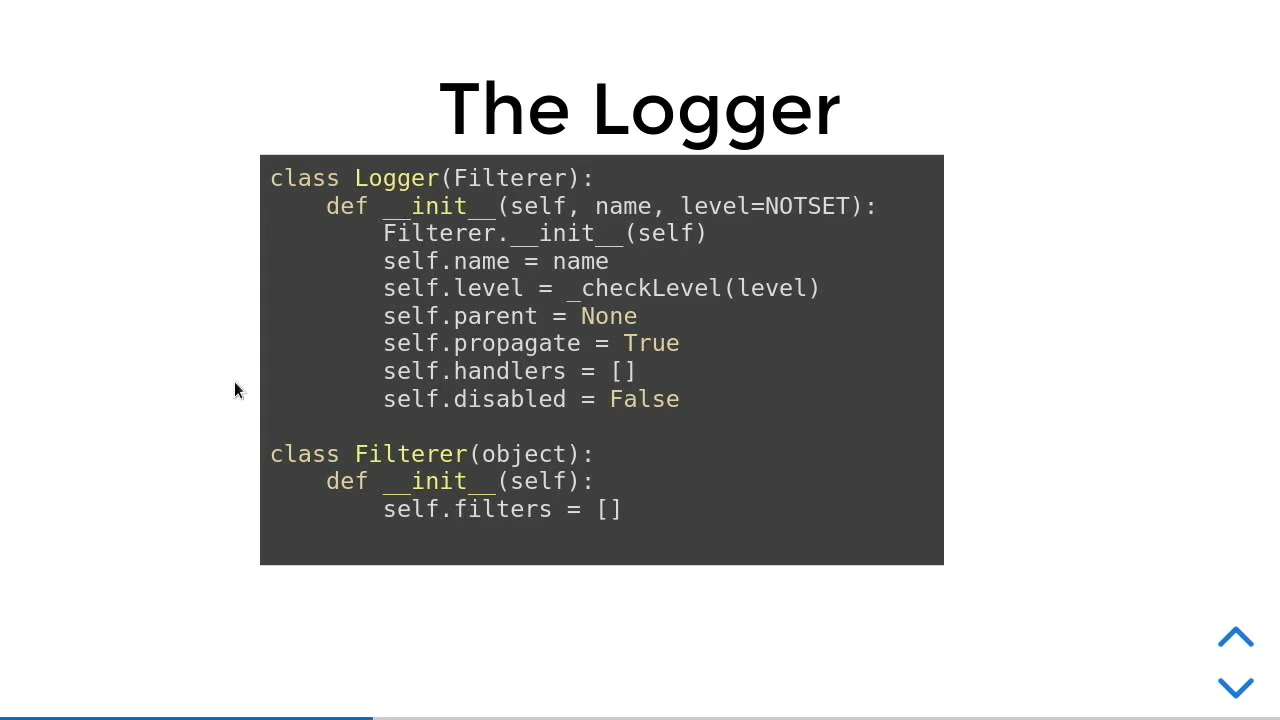 The Logger
class Logger(Filterer):
    def __init__(self, name, level=NOTSET):
        Filterer.__init__(self)
        self.name = name
        self.level = _checkLevel(level)
        self.parent = None
        self.propagate = True
        self.handlers = []
        self.disabled = False

class Filterer(object):
    def __init__(self):
        self.filters = []